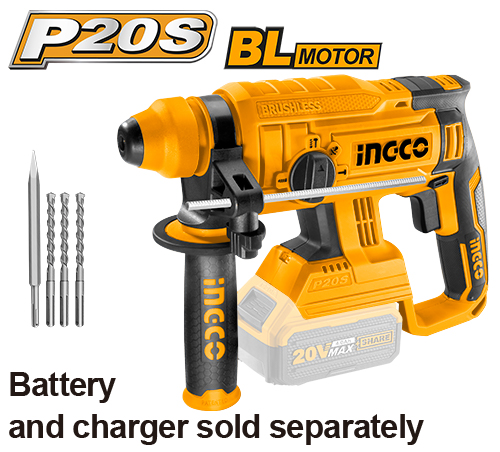 P20S
BL MOTOR
BRUSHLESS
INGCO
INGCO
INGCO
P20S
20V MAX SHARE
Battery
and charger sold separately